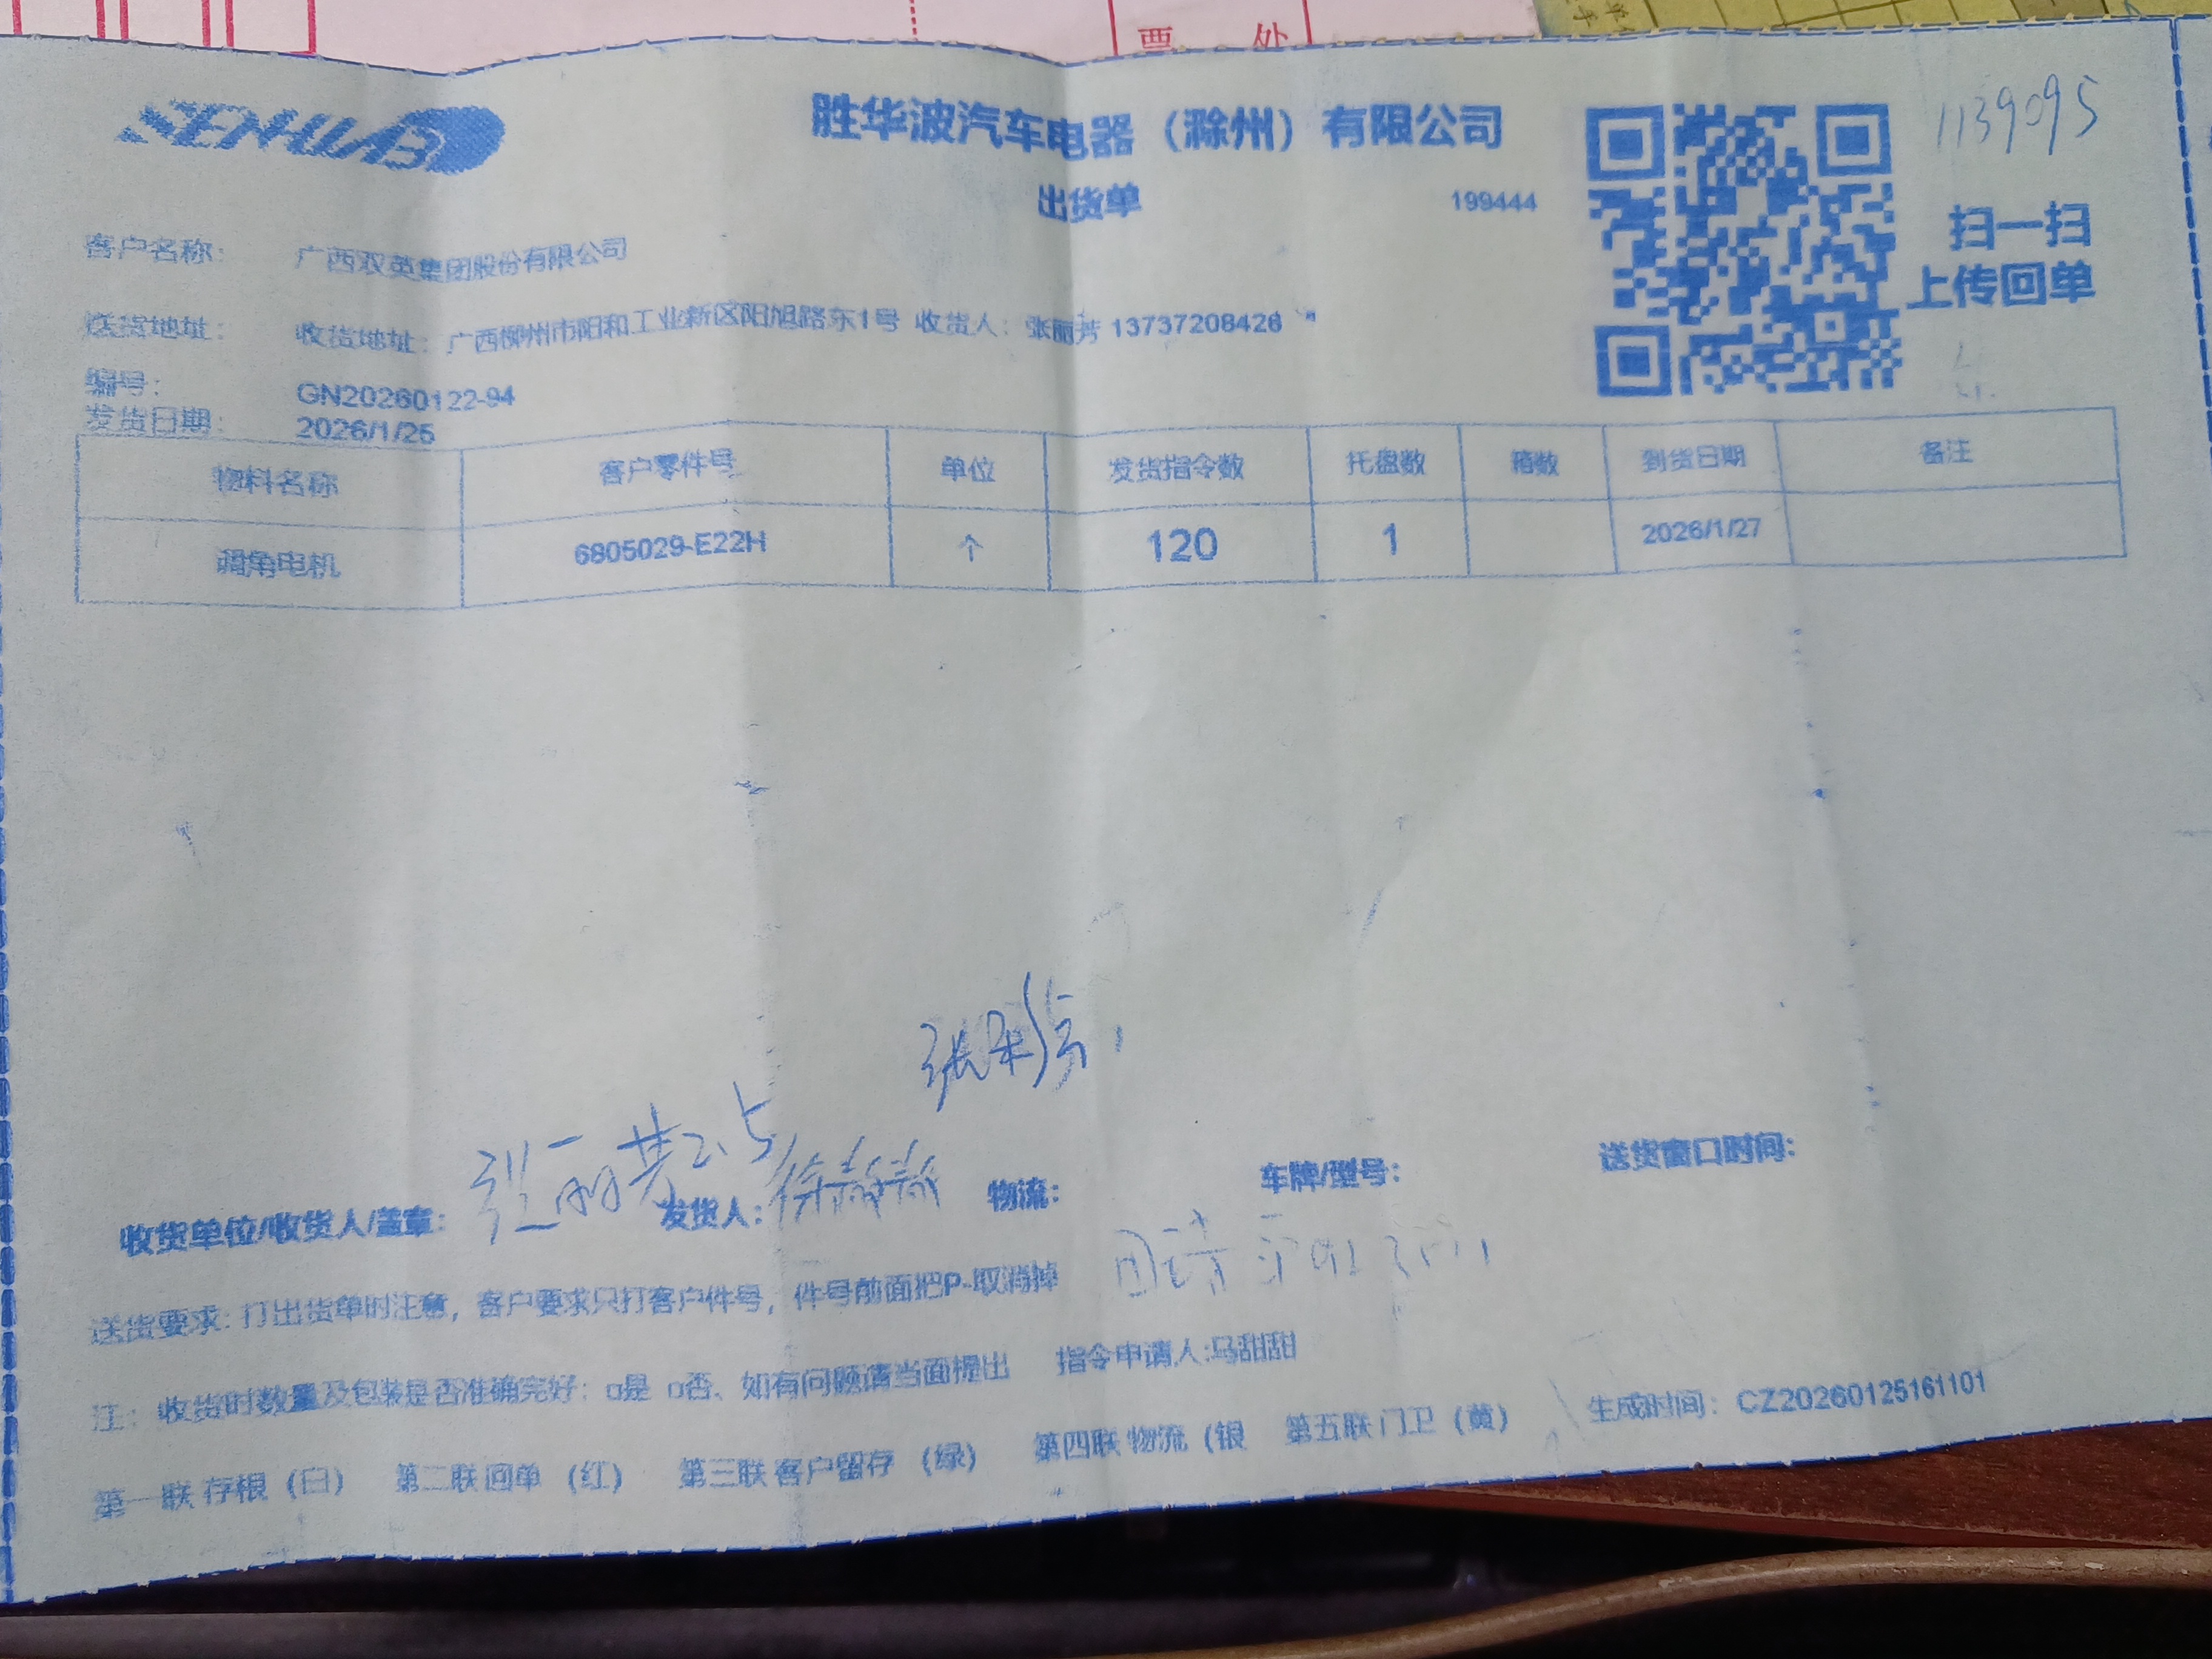 票 处
SENHUABO
1139095
胜华波汽车电器（滁州）有限公司
出货单
199444
扫一扫
上传回单
客户名称： 广西双英集团股份有限公司
送货地址： 收货地址：广西柳州市阳和工业新区阳旭路东1号 收货人：张丽芳 13737208426
编号： GN20260122-94
发货日期： 2026/1/25
物料名称 客户零件号 单位 发货指令数 托盘数 箱数 到货日期 备注
调角电机 6805029-E22H 个 120 1 2026/1/27
收货单位/收货人/盖章： 张丽芳 2.5 发货人：徐静静 物流： 车牌/型号： 送货窗口时间：
送货要求：打出货单时注意，客户要求只打客户件号，件号前面把P-取消掉
注：收货时数量及包装是否准确完好：o是 o否、如有问题请当面提出 指令申请人:马甜甜
第一联 存根（白） 第二联 回单（红） 第三联 客户留存（绿） 第四联 物流（银 第五联 门卫（黄） 生成时间：CZ20260125161101